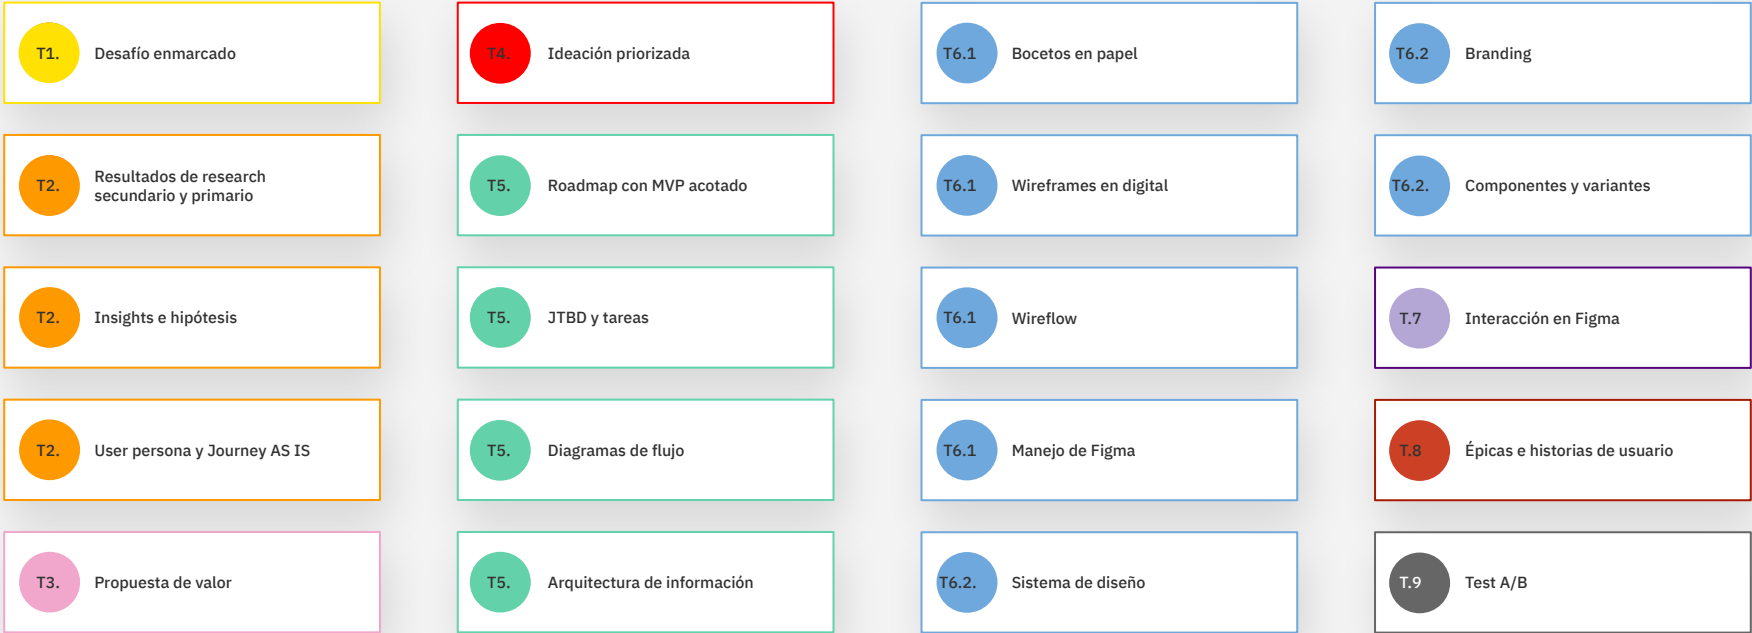 T1.
Desafío enmarcado
T2.
Resultados de research
secundario y primario
T2.
Insights e hipótesis
T2.
User persona y Journey AS IS
T3.
Propuesta de valor
T4.
Ideación priorizada
T5.
Roadmap con MVP acotado
T5.
JTBD y tareas
T5.
Diagramas de flujo
T5.
Arquitectura de información
T6.1
Bocetos en papel
T6.1
Wireframes en digital
T6.1
Wireflow
T6.1
Manejo de Figma
T6.2.
Sistema de diseño
T6.2
Branding
T6.2.
Componentes y variantes
T.7
Interacción en Figma
T.8
Épicas e historias de usuario
T.9
Test A/B